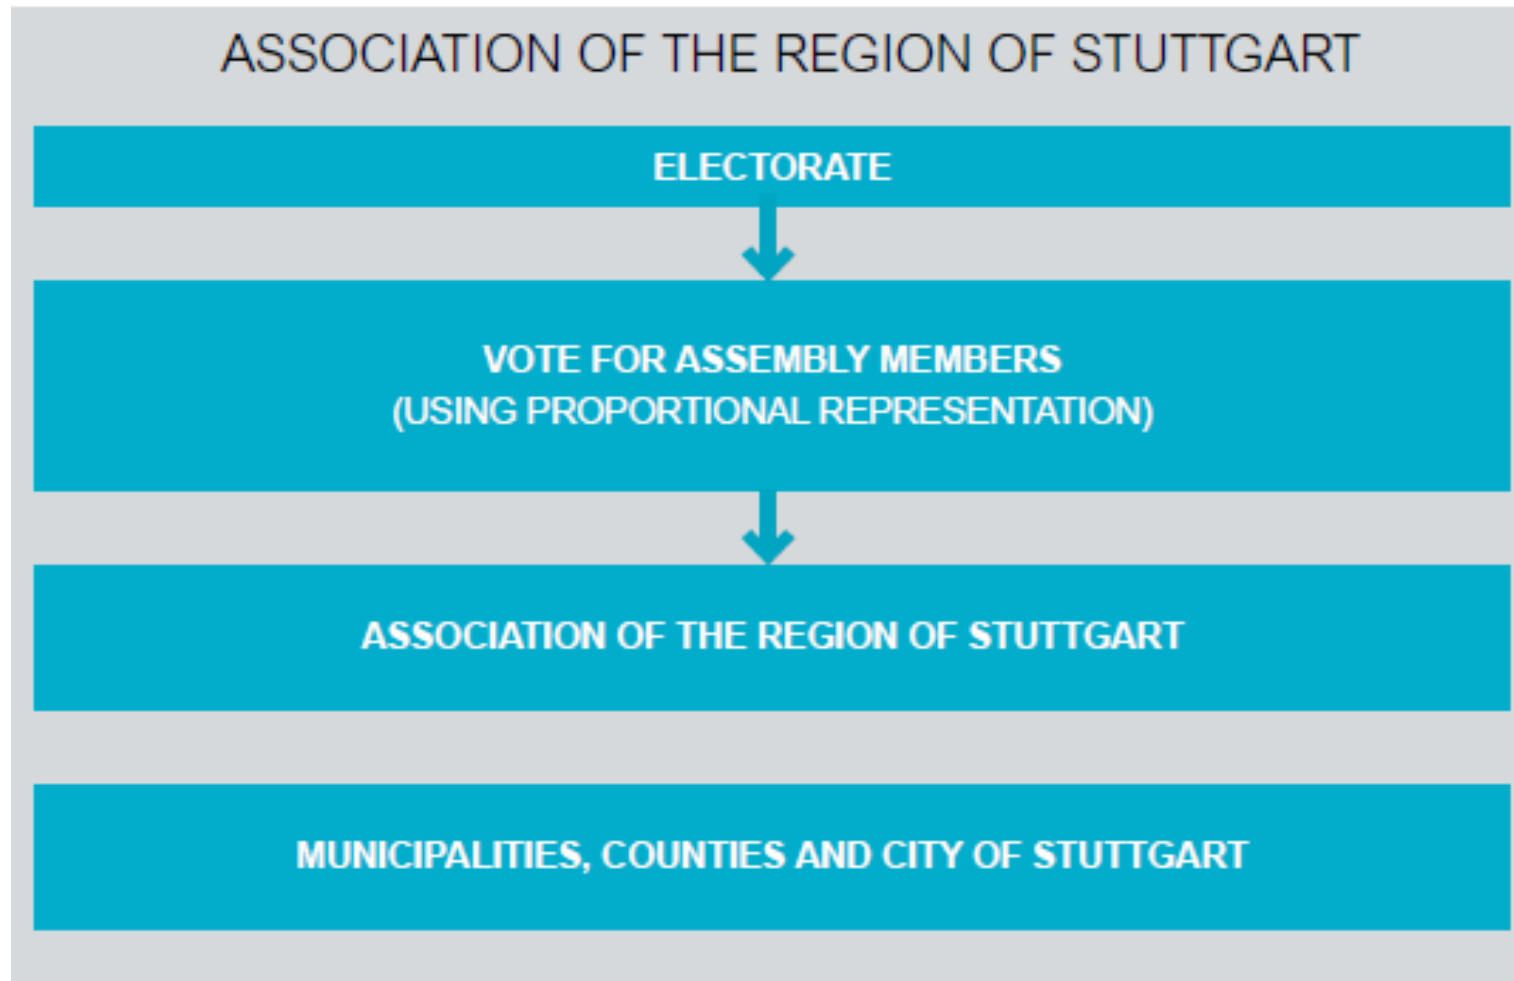 ASSOCIATION OF THE REGION OF STUTTGART
ELECTORATE
VOTE FOR ASSEMBLY MEMBERS
(USING PROPORTIONAL REPRESENTATION)
ASSOCIATION OF THE REGION OF STUTTGART
MUNICIPALITIES, COUNTIES AND CITY OF STUTTGART